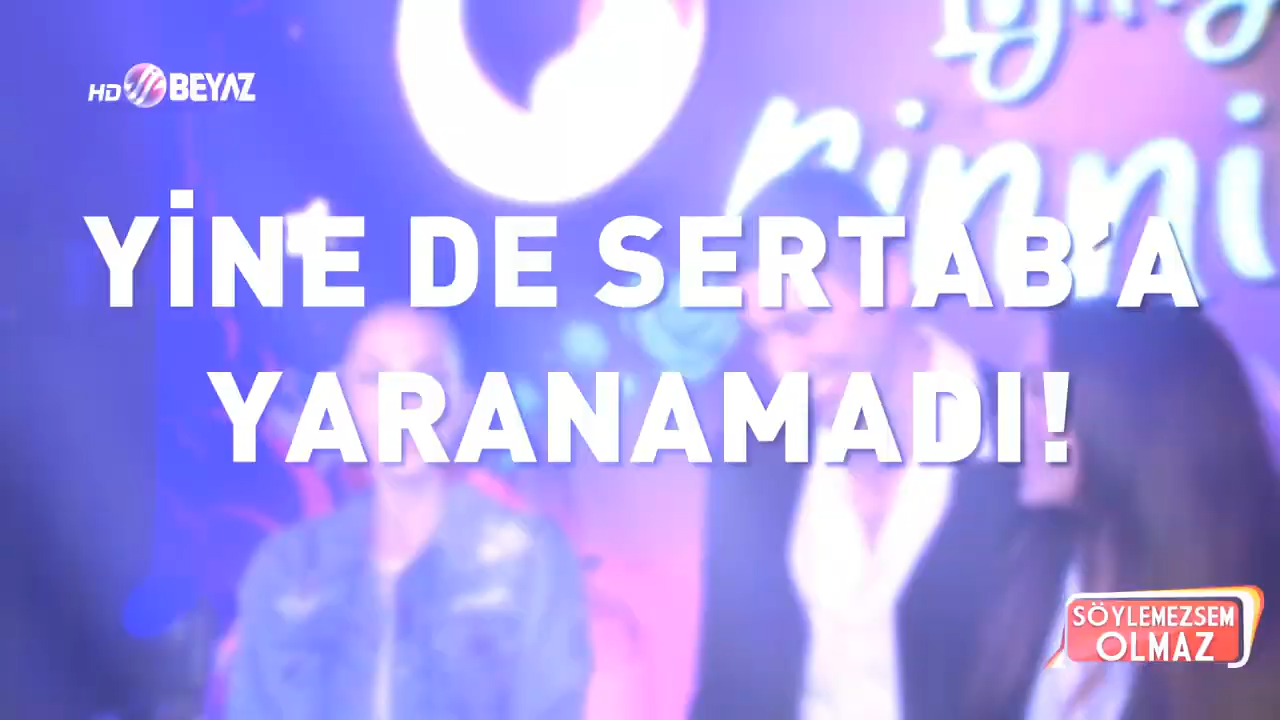 HD BEYAZ
YİNE DE SERTAB'A
YARANAMADI!
SÖYLEMEZSEM
OLMAZ